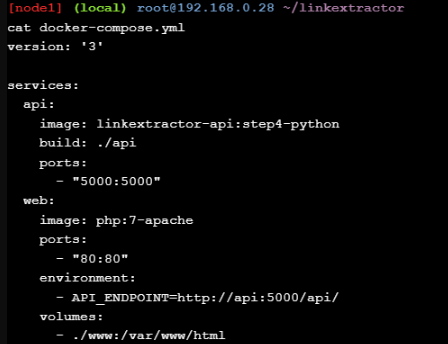 [node1] (local) root@192.168.0.28 ~/linkextractor
cat docker-compose.yml
version: '3'

services:
  api:
    image: linkextractor-api:step4-python
    build: ./api
    ports:
      - "5000:5000"
  web:
    image: php:7-apache
    ports:
      - "80:80"
    environment:
      - API_ENDPOINT=http://api:5000/api/
    volumes:
      - ./www:/var/www/html